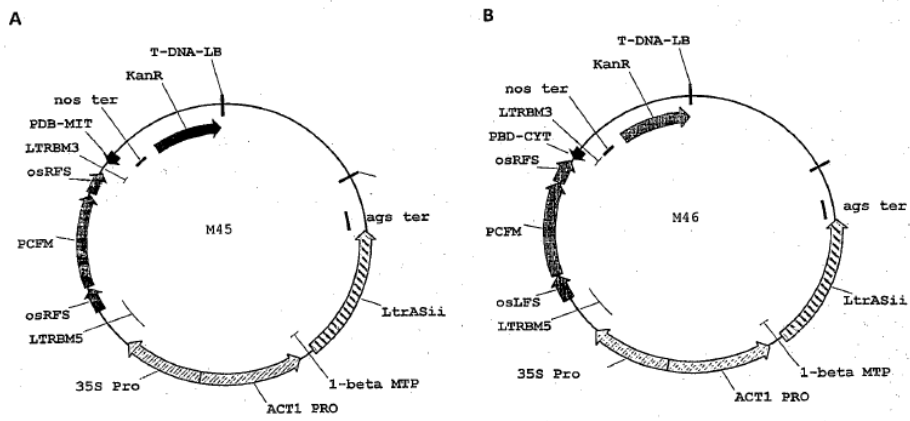 A
T-DNA-LB
KanR
nos ter
PDB-MIT
LTRBM3
osRFS
PCFM
M45
ags ter
osRFS
LTRBM5
LtrASii
35S Pro
1-beta MTP
ACT1 PRO
B
T-DNA-LB
KanR
nos ter
LTRBM3
PBD-CYT
osRFS
PCFM
M46
ags ter
osLFS
LTRBM5
LtrASii
35S Pro
1-beta MTP
ACT1 PRO